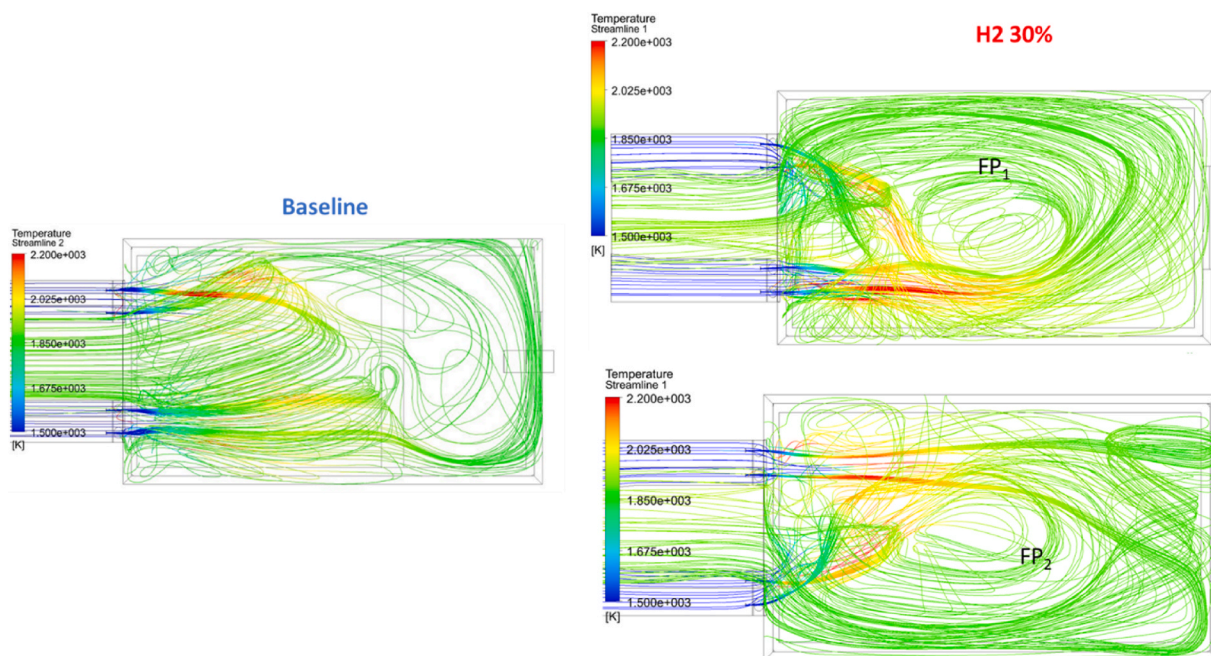 Baseline
Temperature
Streamline 2
2.200e+003
2.025e+003
1.850e+003
1.675e+003
1.500e+003
[K]
H2 30%
Temperature
Streamline 1
2.200e+003
2.025e+003
1.850e+003
1.675e+003
1.500e+003
[K]
FP1
Temperature
Streamline 1
2.200e+003
2.025e+003
1.850e+003
1.675e+003
1.500e+003
[K]
FP2